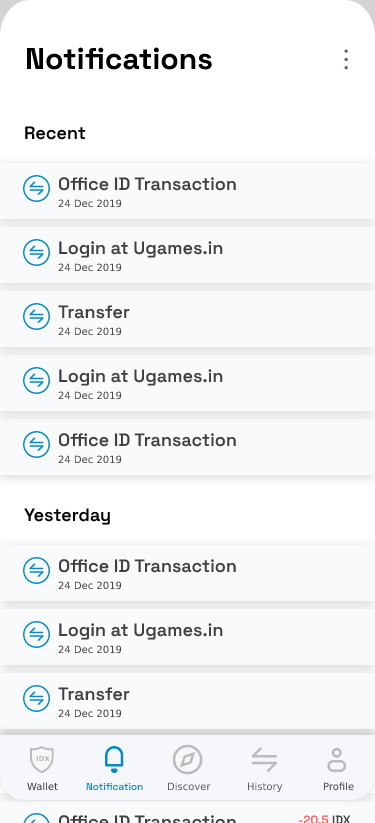 Notifications
Recent
Office ID Transaction
24 Dec 2019
Login at Ugames.in
24 Dec 2019
Transfer
24 Dec 2019
Login at Ugames.in
24 Dec 2019
Office ID Transaction
24 Dec 2019
Yesterday
Office ID Transaction
24 Dec 2019
Login at Ugames.in
24 Dec 2019
Transfer
24 Dec 2019
IDX
Wallet Notification Discover History Profile
Office ID Transaction -20.5 IDX